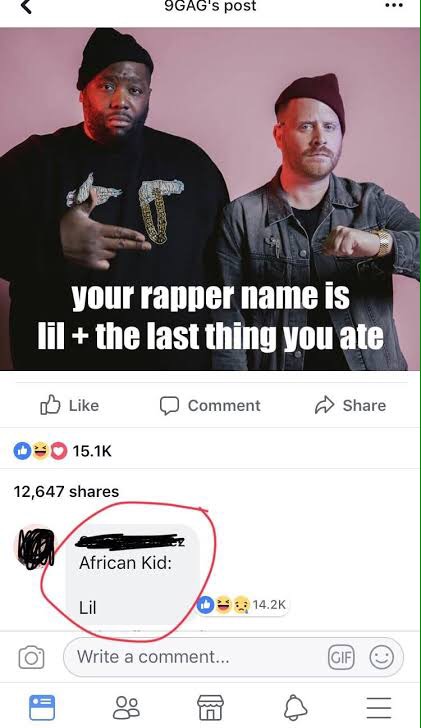 9GAG's post
your rapper name is
lil + the last thing you ate
Like
Comment
Share
15.1K
12,647 shares
African Kid:
Lil
14.2K
Write a comment...
GIF